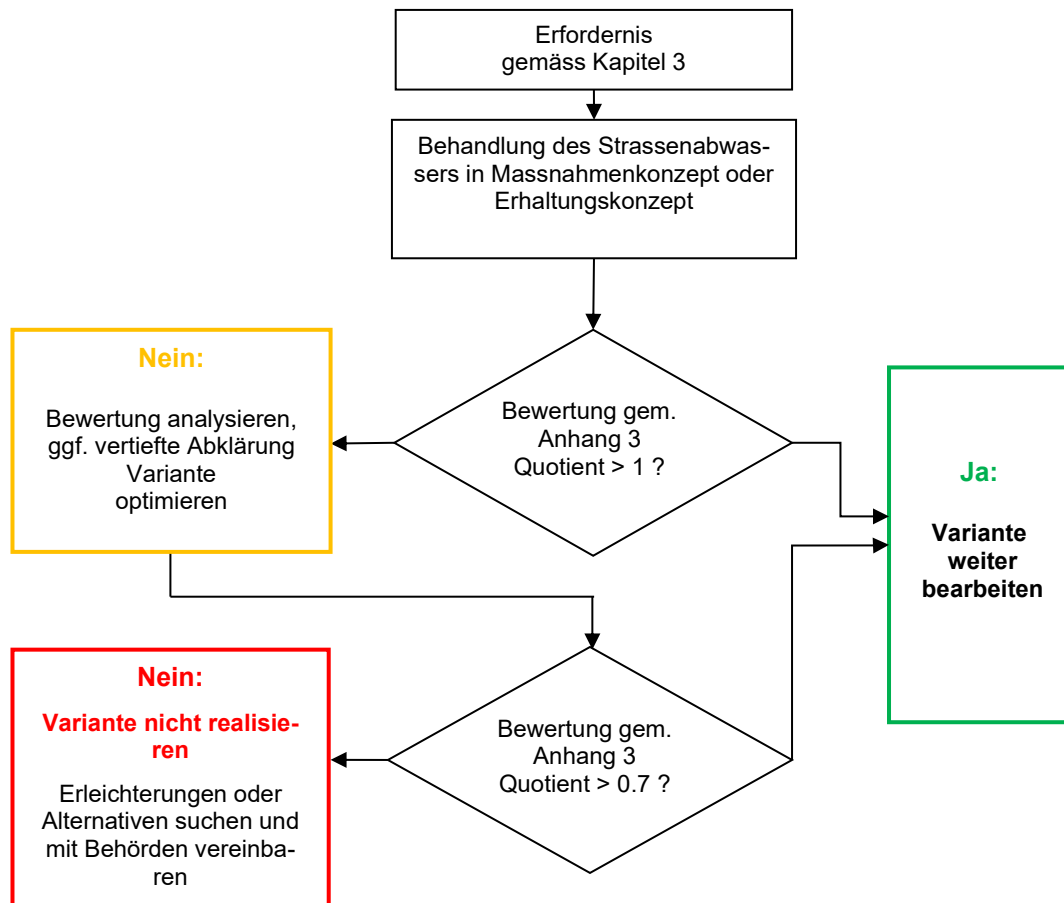 Erfordernis
gemäss Kapitel 3
Behandlung des Strassenabwas-
sers in Massnahmenkonzept oder
Erhaltungskonzept
Nein:
Bewertung analysieren,
ggf. vertiefte Abklärung
Variante
optimieren
Bewertung gem.
Anhang 3
Quotient > 1 ?
Ja:
Variante
weiter
bearbeiten
Nein:
Variante nicht realisie-
ren
Erleichterungen oder
Alternativen suchen und
mit Behörden vereinba-
ren
Bewertung gem.
Anhang 3
Quotient > 0.7 ?